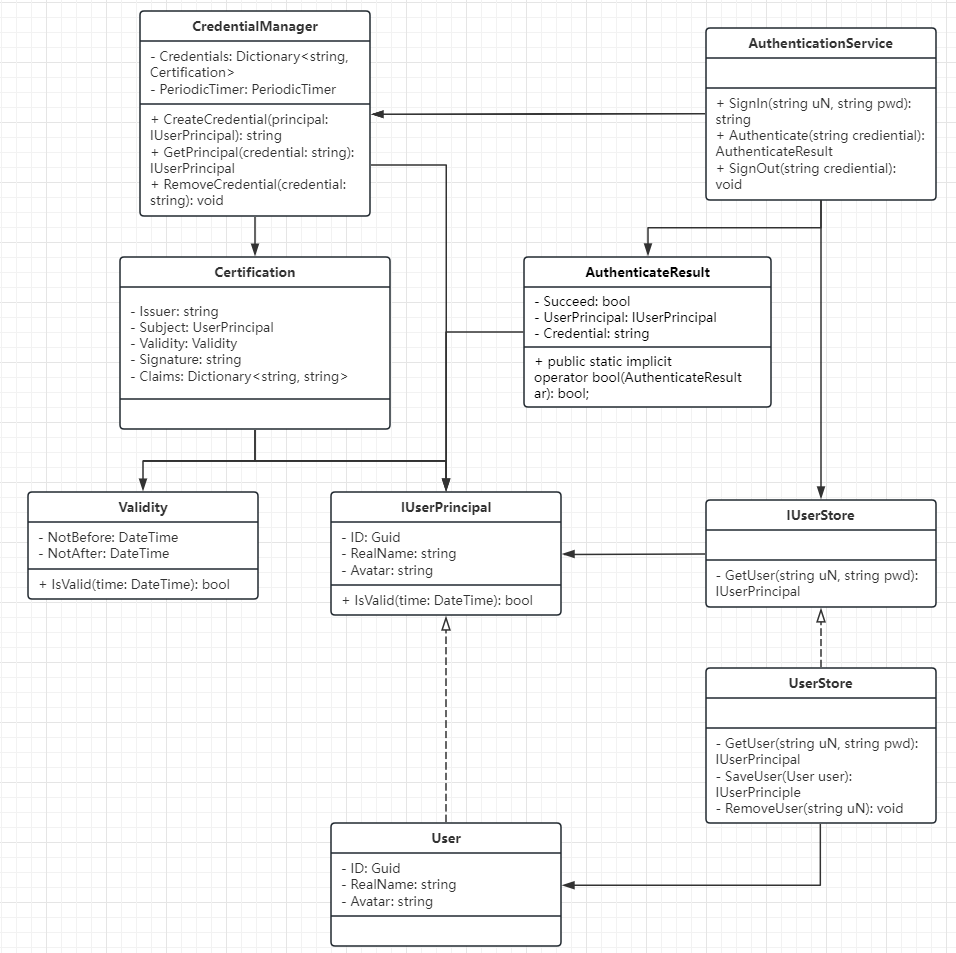 CredentialManager
- Credentials: Dictionary<string,
Certification>
- PeriodicTimer: PeriodicTimer
+ CreateCredential(principal:
IUserPrincipal): string
+ GetPrincipal(credential: string):
IUserPrincipal
+ RemoveCredential(credential:
string): void
AuthenticationService
+ SignIn(string uN, string pwd):
string
+ Authenticate(string crediential):
AuthenticateResult
+ SignOut(string crediential):
void
Certification
- Issuer: string
- Subject: UserPrincipal
- Validity: Validity
- Signature: string
- Claims: Dictionary<string, string>
AuthenticateResult
- Succeed: bool
- UserPrincipal: IUserPrincipal
- Credential: string
+ public static implicit
operator bool(AuthenticateResult
ar): bool;
Validity
- NotBefore: DateTime
- NotAfter: DateTime
+ IsValid(time: DateTime): bool
IUserPrincipal
- ID: Guid
- RealName: string
- Avatar: string
+ IsValid(time: DateTime): bool
IUserStore
- GetUser(string uN, string pwd):
IUserPrincipal
UserStore
- GetUser(string uN, string pwd):
IUserPrincipal
- SaveUser(User user):
IUserPrinciple
- RemoveUser(string uN): void
User
- ID: Guid
- RealName: string
- Avatar: string